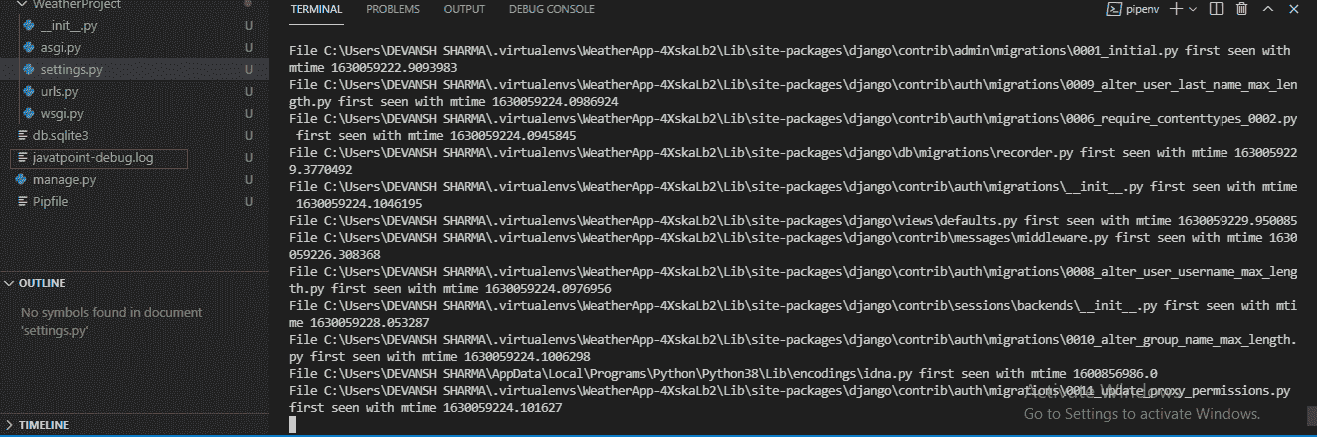 WeatherProject
TERMINAL PROBLEMS OUTPUT DEBUG CONSOLE pipenv
__init__.py U
asgi.py U
settings.py U
urls.py U
wsgi.py U
db.sqlite3 U
javatpoint-debug.log U
manage.py U
Pipfile U
OUTLINE
No symbols found in document
'settings.py'
TIMELINE
File C:\Users\DEVANSH SHARMA\.virtualenvs\WeatherApp-4XskaLb2\Lib\site-packages\django\contrib\admin\migrations\0001_initial.py first seen with
mtime 1630059222.9093983
File C:\Users\DEVANSH SHARMA\.virtualenvs\WeatherApp-4XskaLb2\Lib\site-packages\django\contrib\auth\migrations\0009_alter_user_last_name_max_len
gth.py first seen with mtime 1630059224.0986924
File C:\Users\DEVANSH SHARMA\.virtualenvs\WeatherApp-4XskaLb2\Lib\site-packages\django\contrib\auth\migrations\0006_require_contenttypes_0002.py
first seen with mtime 1630059224.0945845
File C:\Users\DEVANSH SHARMA\.virtualenvs\WeatherApp-4XskaLb2\Lib\site-packages\django\db\migrations\recorder.py first seen with mtime 163005922
9.3770492
File C:\Users\DEVANSH SHARMA\.virtualenvs\WeatherApp-4XskaLb2\Lib\site-packages\django\contrib\auth\migrations\__init__.py first seen with mtime
1630059224.1046195
File C:\Users\DEVANSH SHARMA\.virtualenvs\WeatherApp-4XskaLb2\Lib\site-packages\django\views\defaults.py first seen with mtime 1630059229.950085
File C:\Users\DEVANSH SHARMA\.virtualenvs\WeatherApp-4XskaLb2\Lib\site-packages\django\contrib\messages\middleware.py first seen with mtime 1630
059226.308368
File C:\Users\DEVANSH SHARMA\.virtualenvs\WeatherApp-4XskaLb2\Lib\site-packages\django\contrib\auth\migrations\0008_alter_user_username_max_leng
th.py first seen with mtime 1630059224.0976956
File C:\Users\DEVANSH SHARMA\.virtualenvs\WeatherApp-4XskaLb2\Lib\site-packages\django\contrib\sessions\backends\__init__.py first seen with mti
me 1630059228.053287
File C:\Users\DEVANSH SHARMA\.virtualenvs\WeatherApp-4XskaLb2\Lib\site-packages\django\contrib\auth\migrations\0010_alter_group_name_max_length.
py first seen with mtime 1630059224.1006298
File C:\Users\DEVANSH SHARMA\AppData\Local\Programs\Python\Python38\Lib\encodings\idna.py first seen with mtime 1600856986.0
File C:\Users\DEVANSH SHARMA\.virtualenvs\WeatherApp-4XskaLb2\Lib\site-packages\django\contrib\auth\migrations\0011_update_proxy_permissions.py
first seen with mtime 1630059224.101627
Activate Windows
Go to Settings to activate Windows.